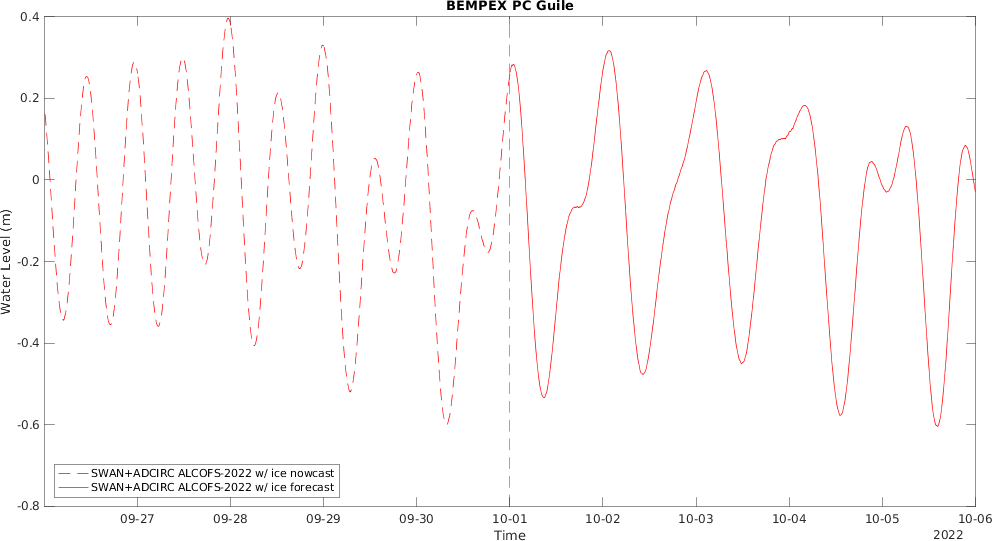 BEMPEX PC Guile
0.4
0.2
0
-0.2
-0.4
-0.6
-0.8
Water Level (m)
SWAN+ADCIRC ALCOFS-2022 w/ ice nowcast
SWAN+ADCIRC ALCOFS-2022 w/ ice forecast
09-27 09-28 09-29 09-30 10-01 10-02 10-03 10-04 10-05 10-06
Time
2022